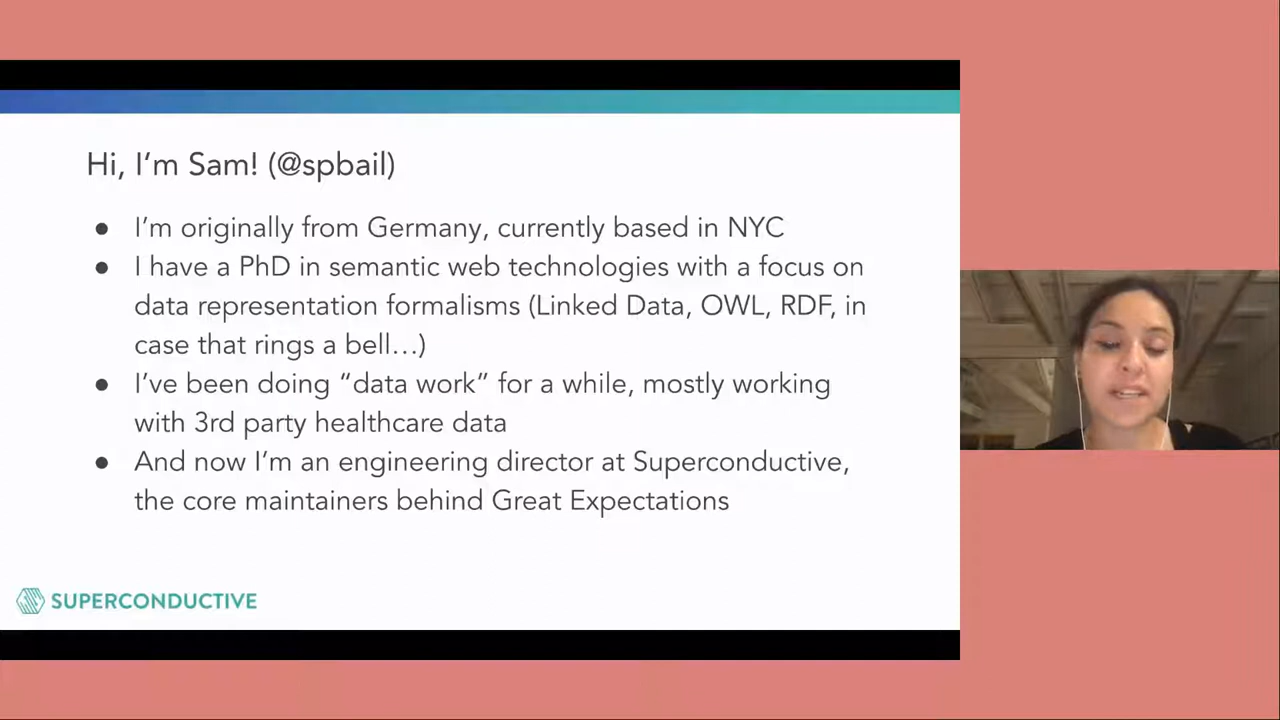 Hi, I’m Sam! (@spbail)
● I’m originally from Germany, currently based in NYC
● I have a PhD in semantic web technologies with a focus on
data representation formalisms (Linked Data, OWL, RDF, in
case that rings a bell…)
● I’ve been doing “data work” for a while, mostly working
with 3rd party healthcare data
● And now I’m an engineering director at Superconductive,
the core maintainers behind Great Expectations
SUPERCONDUCTIVE